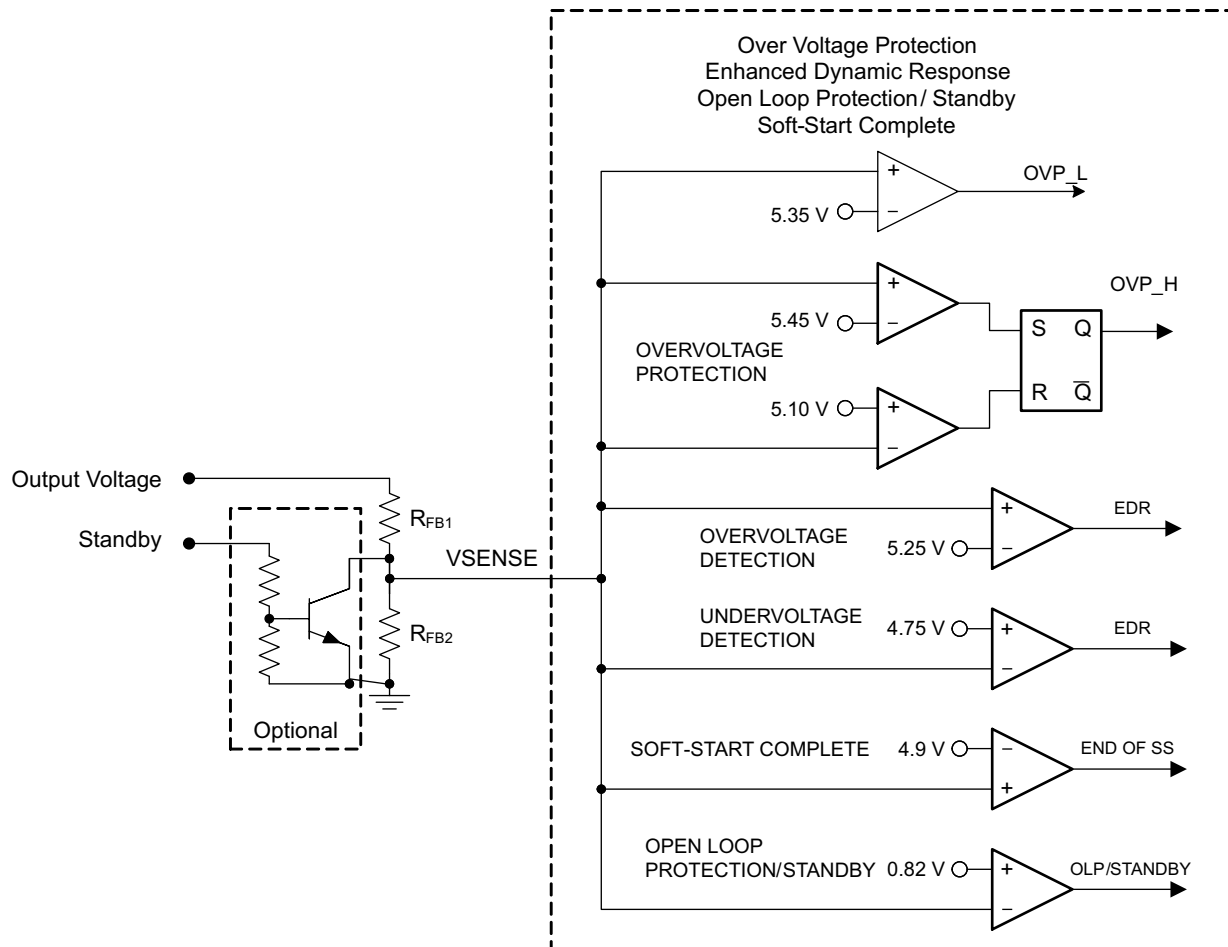 Over Voltage Protection
Enhanced Dynamic Response
Open Loop Protection/ Standby
Soft-Start Complete
+
−
5.35 V
OVP_L
+
−
5.45 V
OVERVOLTAGE
PROTECTION
5.10 V
+
−
S Q
R Q̅
OVP_H
Output Voltage
Standby
Optional
RFB1
RFB2
VSENSE
OVERVOLTAGE
DETECTION
5.25 V
+
−
EDR
UNDERVOLTAGE
DETECTION
4.75 V
+
−
EDR
SOFT-START COMPLETE
4.9 V
−
+
END OF SS
OPEN LOOP
PROTECTION/STANDBY
0.82 V
+
−
OLP/STANDBY